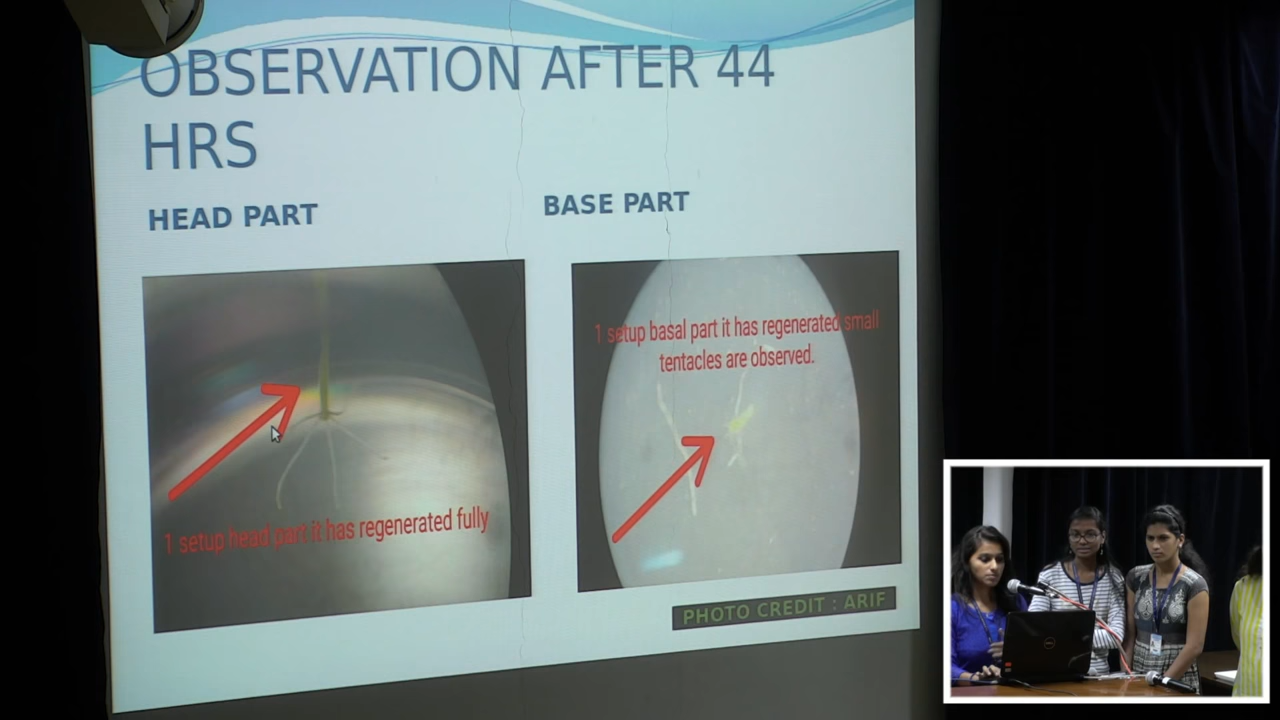 OBSERVATION AFTER 44
HRS
HEAD PART
BASE PART
1 setup head part it has regenerated fully
1 setup basal part it has regenerated small
tentacles are observed.
PHOTO CREDIT : ARIF